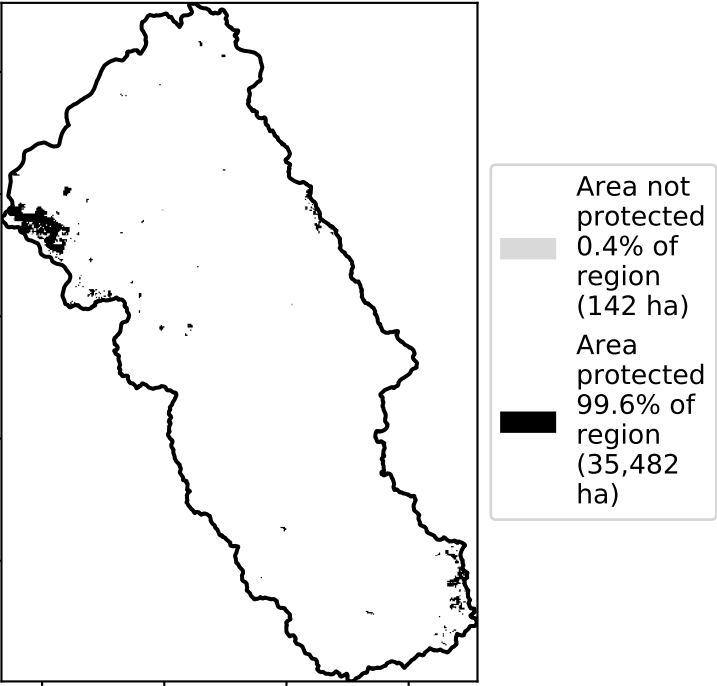 Area not
protected
0.4% of
region
(142 ha)
Area
protected
99.6% of
region
(35,482
ha)